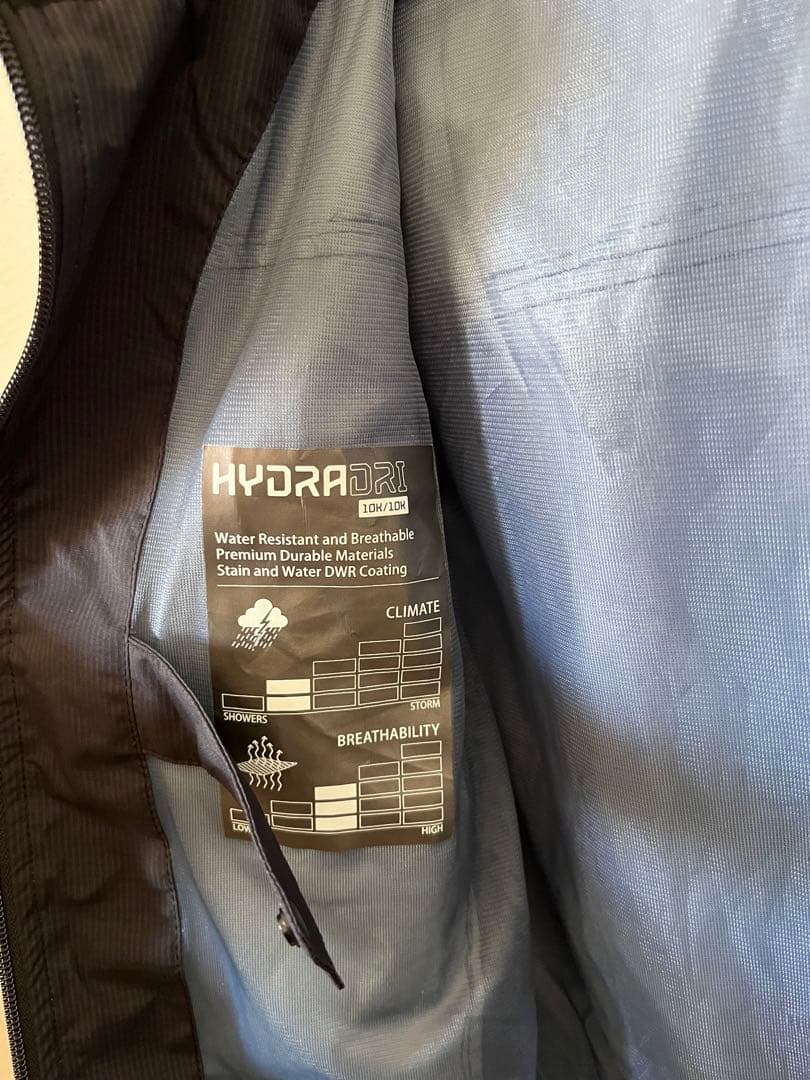 HYDRADRI
10K/10K
Water Resistant and Breathable
Premium Durable Materials
Stain and Water DWR Coating
CLIMATE
SHOWERS
STORM
BREATHABILITY
LOW
HIGH